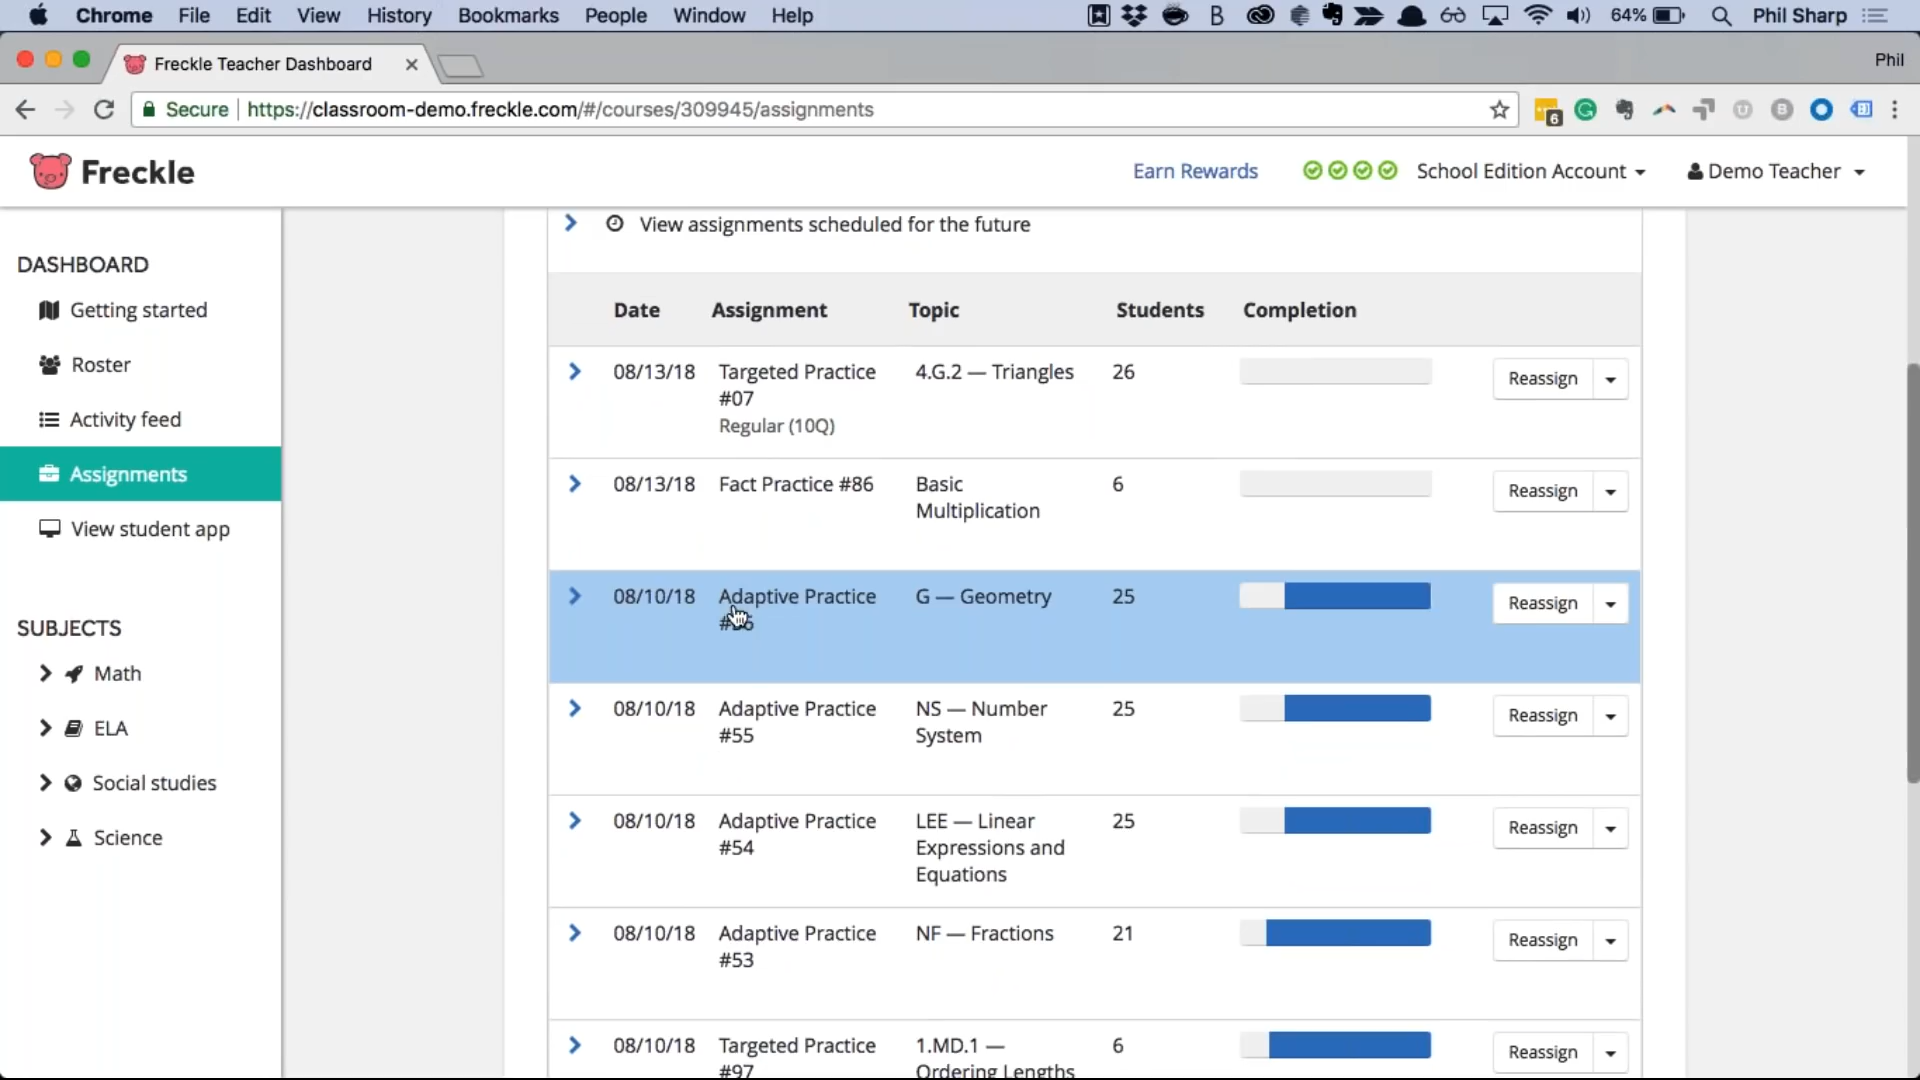 Chrome File Edit View History Bookmarks People Window Help 64% Phil Sharp
Freckle Teacher Dashboard Phil
Secure https://classroom-demo.freckle.com/#/courses/309945/assignments 6
Freckle Earn Rewards School Edition Account Demo Teacher
View assignments scheduled for the future
DASHBOARD
Getting started
Roster
Activity feed
Assignments
View student app
SUBJECTS
Math
ELA
Social studies
Science
Date Assignment Topic Students Completion
08/13/18 Targeted Practice 4.G.2 — Triangles 26 Reassign
#07
Regular (10Q)
08/13/18 Fact Practice #86 Basic 6 Reassign
Multiplication
08/10/18 Adaptive Practice G — Geometry 25 Reassign
08/10/18 Adaptive Practice NS — Number 25 Reassign
#55 System
08/10/18 Adaptive Practice LEE — Linear 25 Reassign
#54 Expressions and
Equations
08/10/18 Adaptive Practice NF — Fractions 21 Reassign
#53
08/10/18 Targeted Practice 1.MD.1 — 6 Reassign
#97 Ordering Lengths